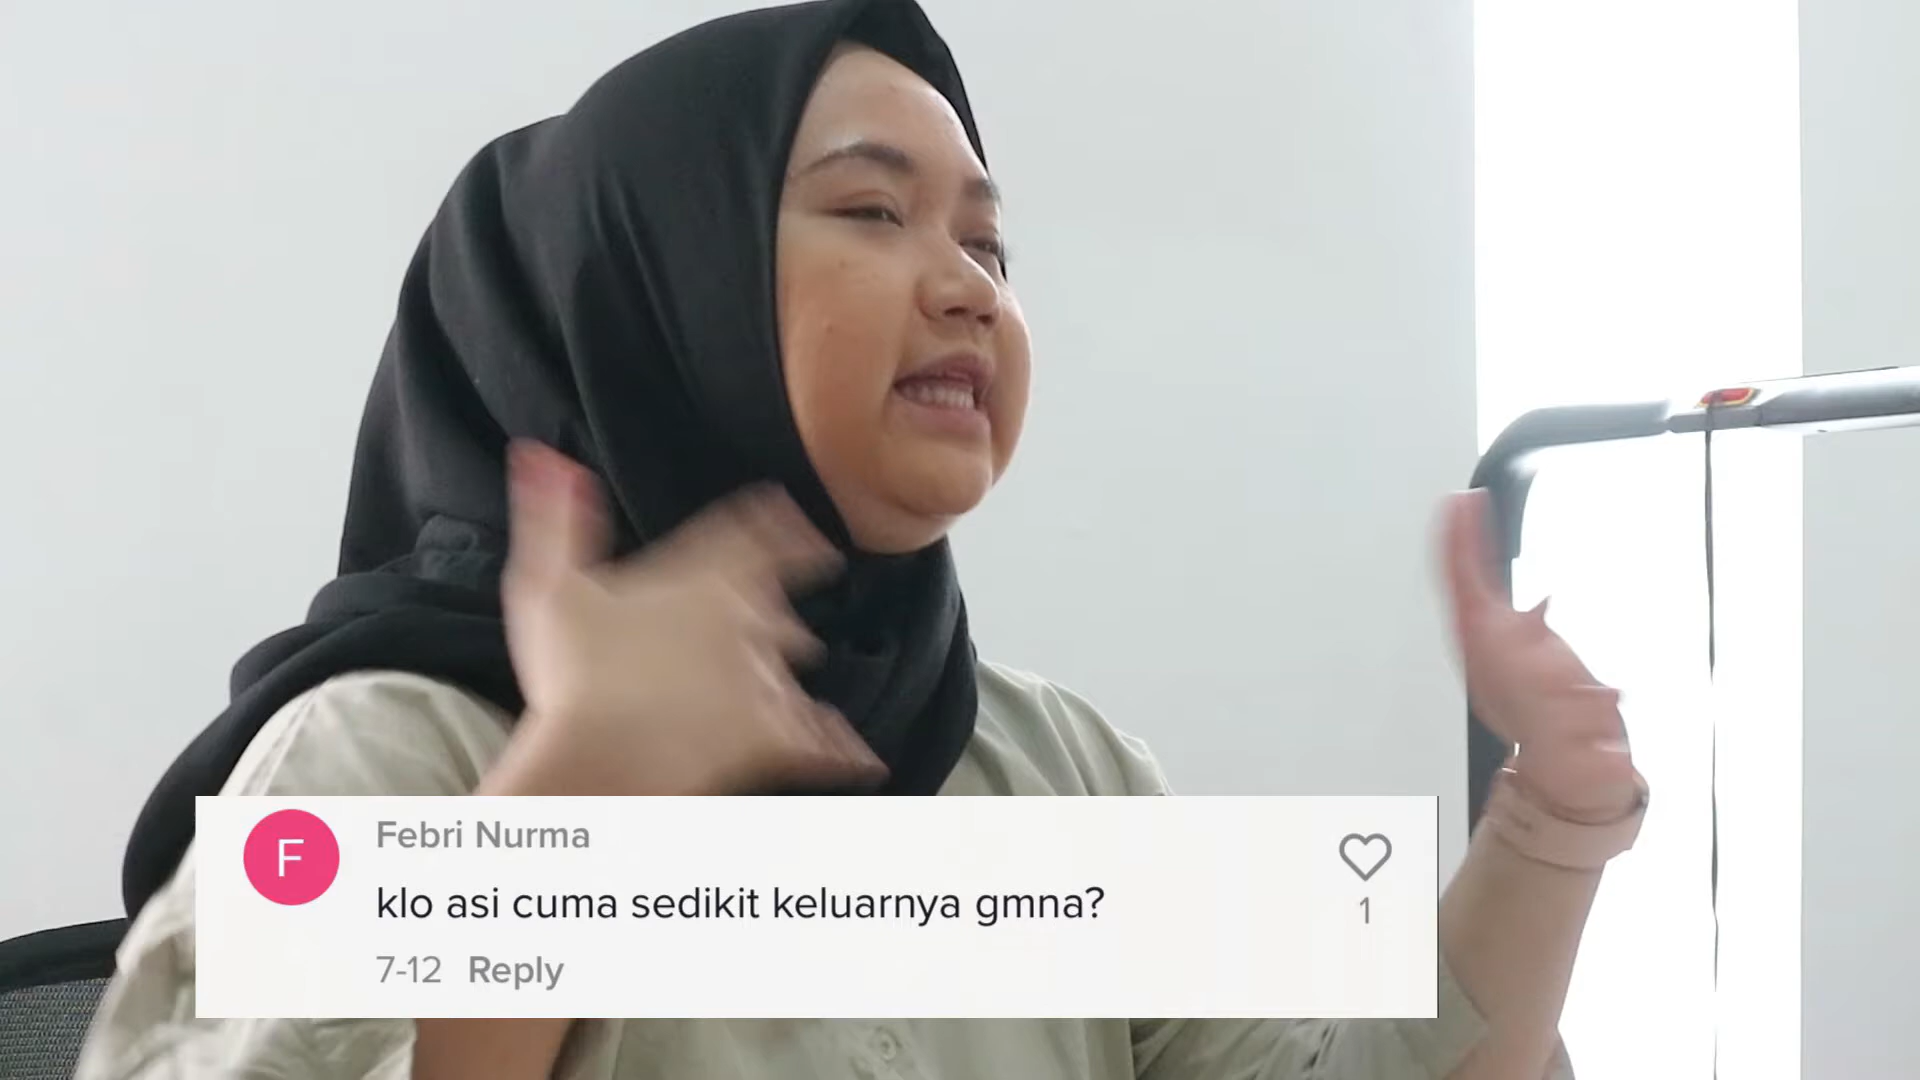 F
Febri Nurma
klo asi cuma sedikit keluarnya gmna?
1
7-12 Reply